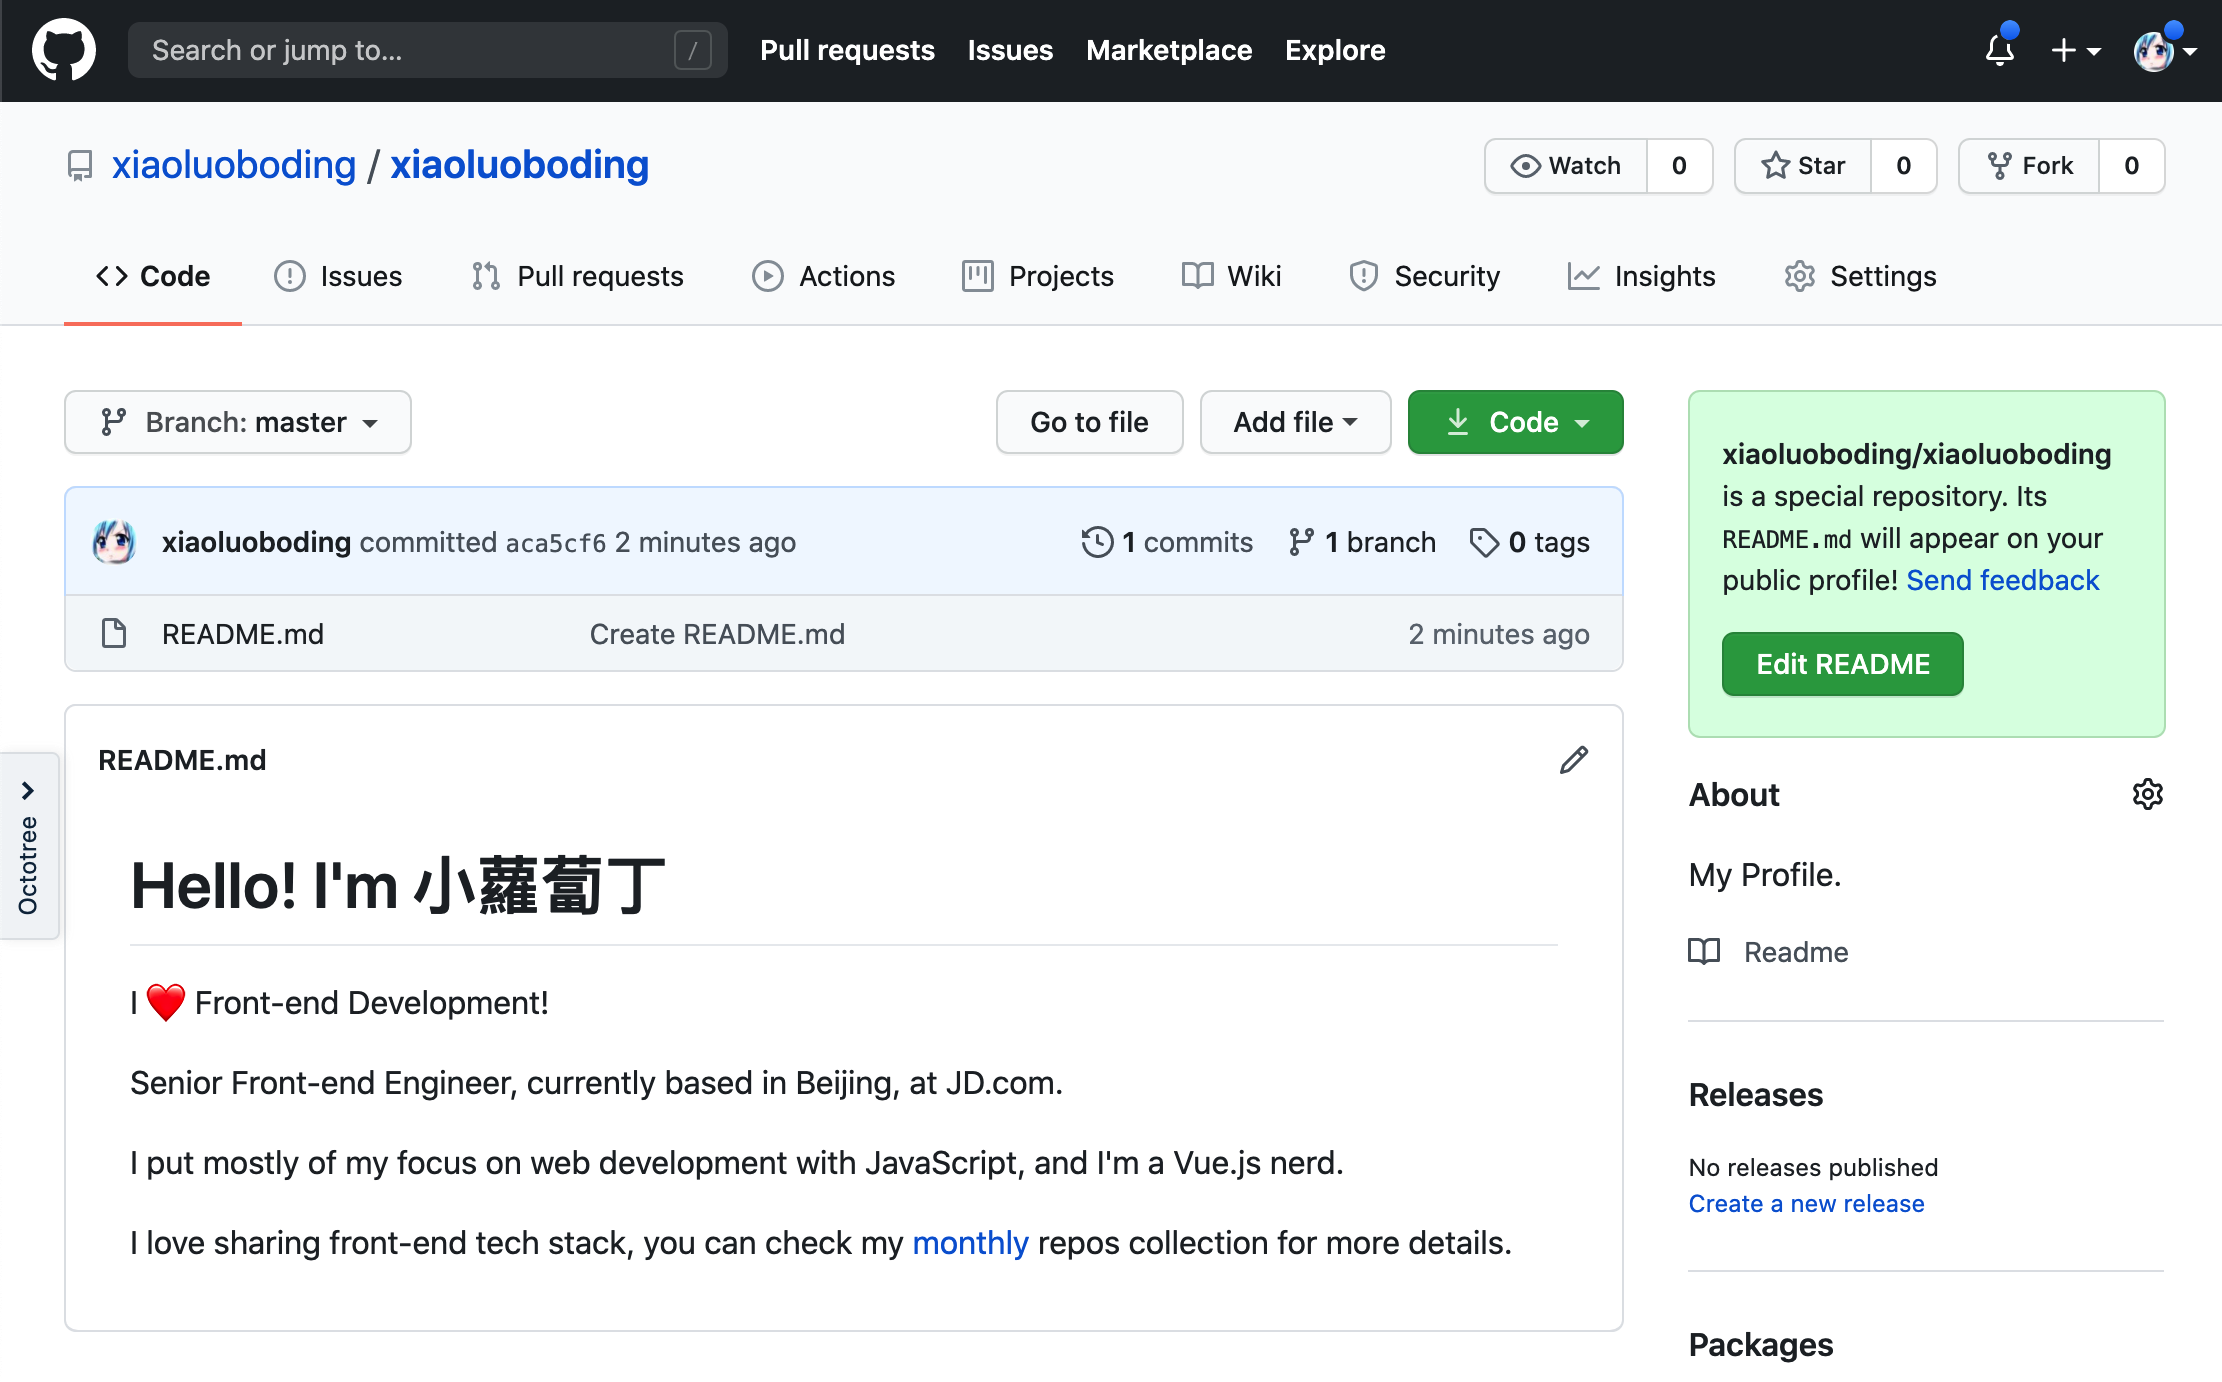 Search or jump to... /
Pull requests Issues Marketplace Explore
xiaoluoboding / xiaoluoboding
Watch 0 Star 0 Fork 0
Code Issues Pull requests Actions Projects Wiki Security Insights Settings
Branch: master Go to file Add file Code
xiaoluoboding committed aca5cf6 2 minutes ago 1 commits 1 branch 0 tags
README.md Create README.md 2 minutes ago
README.md
Octotree
Hello! I'm 小蘿蔔丁
I ❤️ Front-end Development!
Senior Front-end Engineer, currently based in Beijing, at JD.com.
I put mostly of my focus on web development with JavaScript, and I'm a Vue.js nerd.
I love sharing front-end tech stack, you can check my monthly repos collection for more details.
xiaoluoboding/xiaoluoboding
is a special repository. Its
README.md will appear on your
public profile! Send feedback
Edit README
About
My Profile.
Readme
Releases
No releases published
Create a new release
Packages